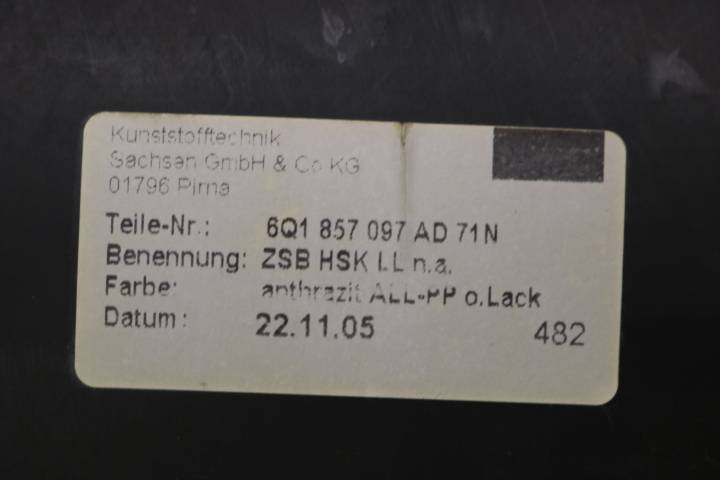 Kunststofftechnik
Sachsen GmbH & Co KG
01796 Pirna
Teile-Nr.: 6Q1 857 097 AD 71N
Benennung: ZSB HSK LL n.a.
Farbe: anthrazit ALL-PP o.Lack
Datum: 22.11.05 482